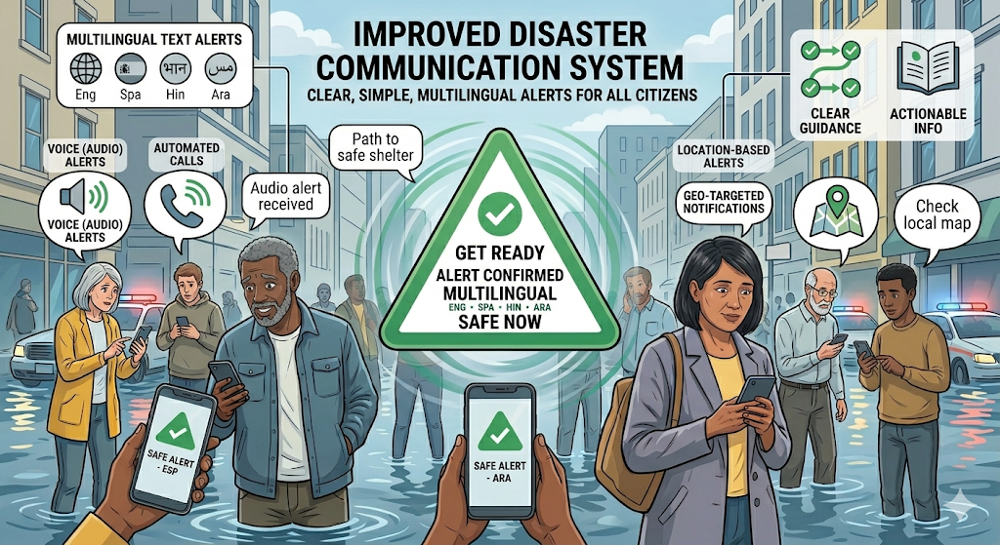 IMPROVED DISASTER
COMMUNICATION SYSTEM
CLEAR, SIMPLE, MULTILINGUAL ALERTS FOR ALL CITIZENS
MULTILINGUAL TEXT ALERTS
भान
مس
Eng
Spa
Hin
Ara
CLEAR
GUIDANCE
ACTIONABLE
INFO
VOICE (AUDIO)
ALERTS
VOICE (AUDIO)
ALERTS
AUTOMATED
CALLS
Audio alert
received
Path to
safe shelter
LOCATION-BASED
ALERTS
GEO-TARGETED
NOTIFICATIONS
Check
local map
GET READY
ALERT CONFIRMED
MULTILINGUAL
ENG • SPA • HIN • ARA
SAFE NOW
SAFE ALERT
- ESP
SAFE ALERT
- ARA